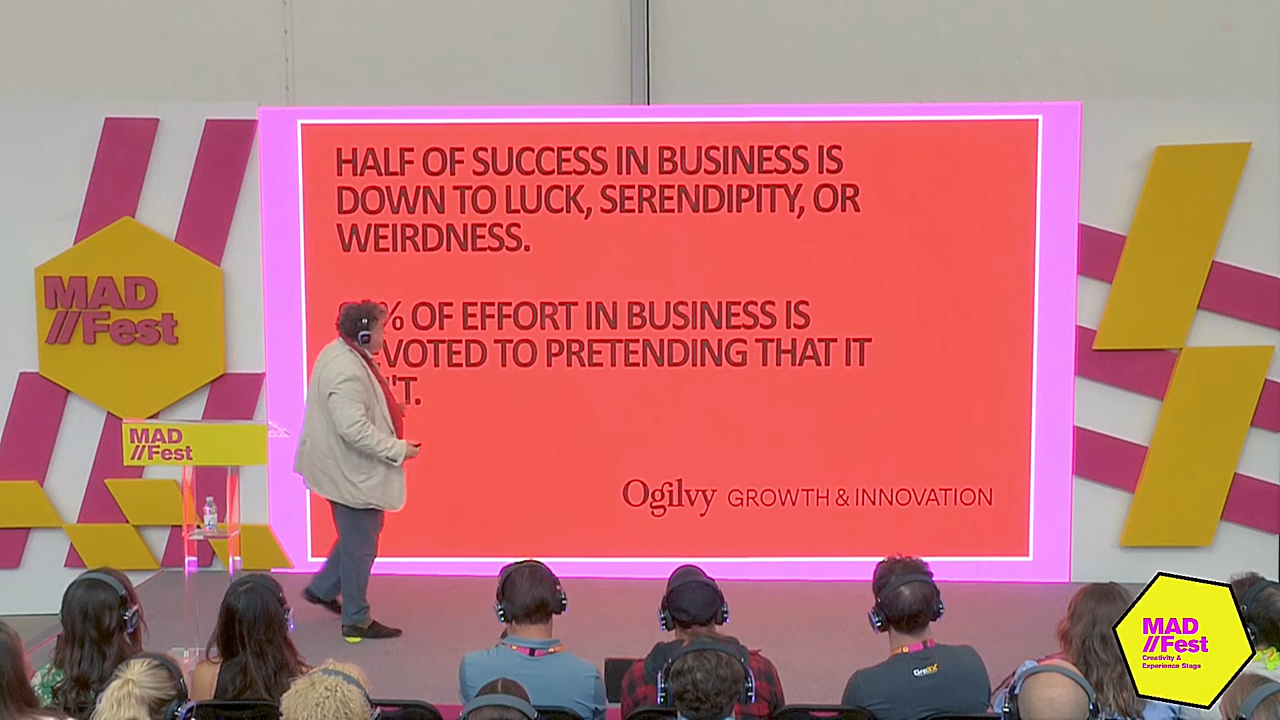 HALF OF SUCCESS IN BUSINESS IS
DOWN TO LUCK, SERENDIPITY, OR
WEIRDNESS.
% OF EFFORT IN BUSINESS IS
VOTED TO PRETENDING THAT IT
'T.
Ogilvy GROWTH & INNOVATION
MAD
//Fest
MAD
//Fest
MAD
//Fest
Creativity &
Experience Stage